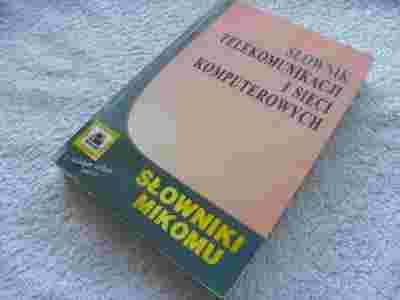 SŁOWNIK
TELEKOMUNIKACJI
I SIECI
KOMPUTEROWYCH
SŁOWNIKI
MIKOMU